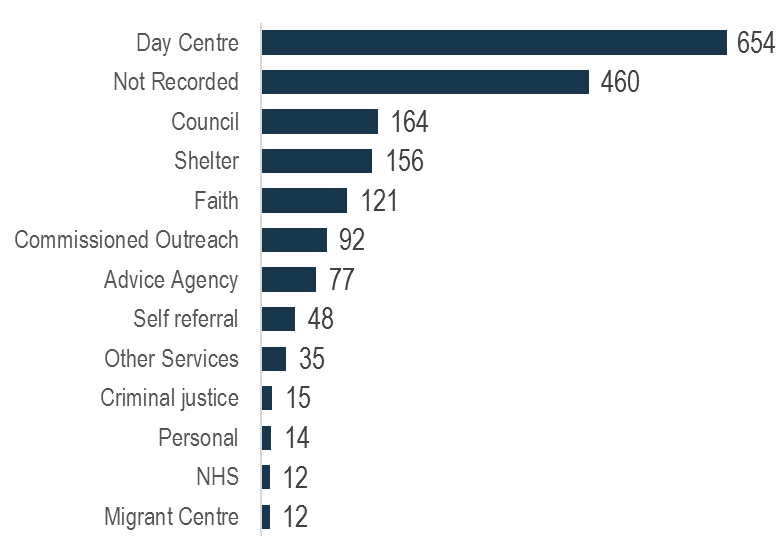 Day Centre 654
Not Recorded 460
Council 164
Shelter 156
Faith 121
Commissioned Outreach 92
Advice Agency 77
Self referral 48
Other Services 35
Criminal justice 15
Personal 14
NHS 12
Migrant Centre 12